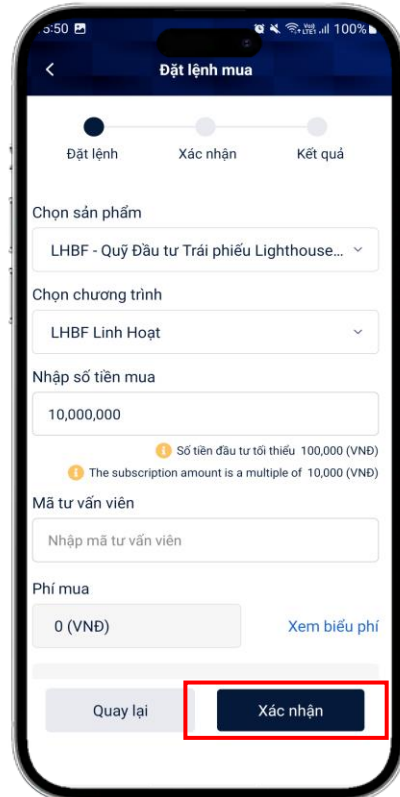 5:50 100%
Đặt lệnh mua
Đặt lệnh Xác nhận Kết quả
Chọn sản phẩm
LHBF - Quỹ Đầu tư Trái phiếu Lighthouse...
Chọn chương trình
LHBF Linh Hoạt
Nhập số tiền mua
10,000,000
Số tiền đầu tư tối thiểu 100,000 (VNĐ)
The subscription amount is a multiple of 10,000 (VNĐ)
Mã tư vấn viên
Nhập mã tư vấn viên
Phí mua
0 (VNĐ) Xem biểu phí
Quay lại Xác nhận